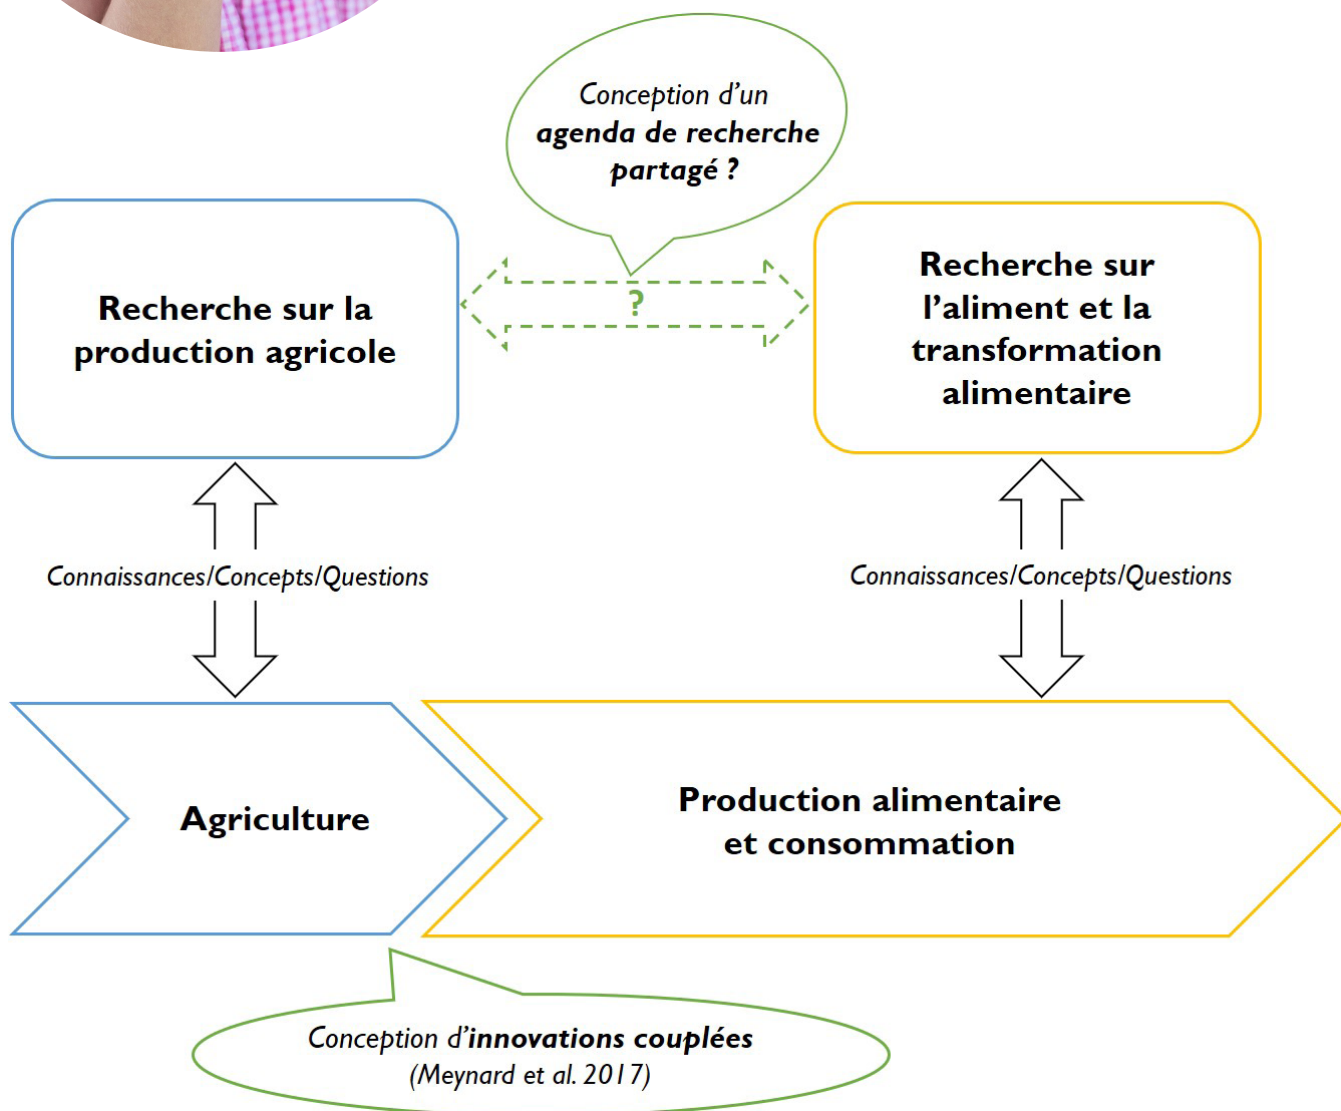 Conception d’un
agenda de recherche
partagé ?
Recherche sur la
production agricole
?
Recherche sur
l’aliment et la
transformation
alimentaire
Connaissances/Concepts/Questions
Connaissances/Concepts/Questions
Agriculture
Production alimentaire
et consommation
Conception d’innovations couplées
(Meynard et al. 2017)